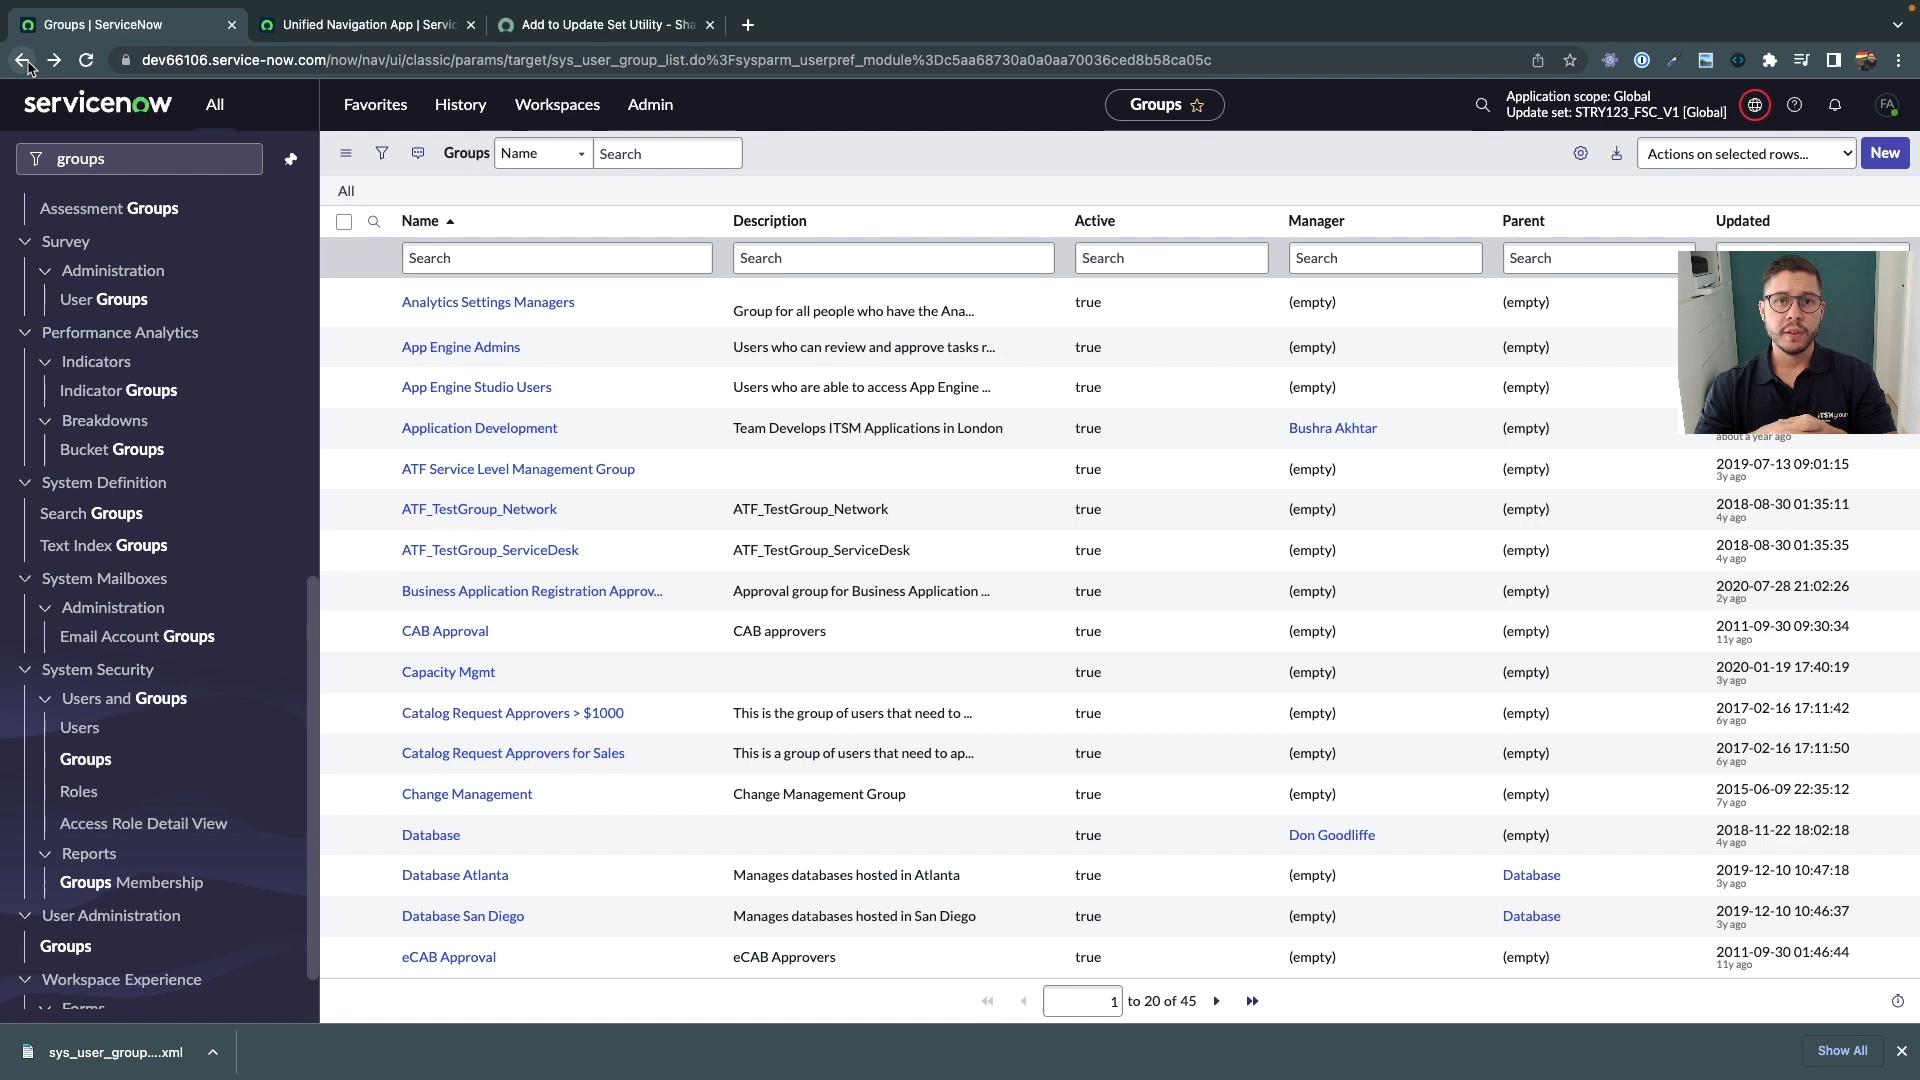 Groups | ServiceNow
Unified Navigation App | Servic
Add to Update Set Utility - Sha
dev66106.service-now.com/now/nav/ui/classic/params/target/sys_user_group_list.do%3Fsysparm_userpref_module%3Dc5aa68730a0a0aa70036ced8b58ca05c
servicenow
All
Favorites
History
Workspaces
Admin
Groups
Application scope: Global
Update set: STRY123_FSC_V1 [Global]
FA
groups
Groups
Name
Search
Actions on selected rows...
New
All
Assessment Groups
Survey
Administration
User Groups
Performance Analytics
Indicators
Indicator Groups
Breakdowns
Bucket Groups
System Definition
Search Groups
Text Index Groups
System Mailboxes
Administration
Email Account Groups
System Security
Users and Groups
Users
Groups
Roles
Access Role Detail View
Reports
Groups Membership
User Administration
Groups
Workspace Experience
Forms
Name Description Active Manager Parent Updated
Search Search Search Search Search
Analytics Settings Managers Group for all people who have the Ana... true (empty) (empty)
App Engine Admins Users who can review and approve tasks r... true (empty) (empty)
App Engine Studio Users Users who are able to access App Engine ... true (empty) (empty)
Application Development Team Develops ITSM Applications in London true Bushra Akhtar (empty)
about a year ago
ATF Service Level Management Group true (empty) (empty) 2019-07-13 09:01:15
3y ago
ATF_TestGroup_Network ATF_TestGroup_Network true (empty) (empty) 2018-08-30 01:35:11
4y ago
ATF_TestGroup_ServiceDesk ATF_TestGroup_ServiceDesk true (empty) (empty) 2018-08-30 01:35:35
4y ago
Business Application Registration Approv... Approval group for Business Application ... true (empty) (empty) 2020-07-28 21:02:26
2y ago
CAB Approval CAB approvers true (empty) (empty) 2011-09-30 09:30:34
11y ago
Capacity Mgmt true (empty) (empty) 2020-01-19 17:40:19
3y ago
Catalog Request Approvers > $1000 This is the group of users that need to ... true (empty) (empty) 2017-02-16 17:11:42
6y ago
Catalog Request Approvers for Sales This is a group of users that need to ap... true (empty) (empty) 2017-02-16 17:11:50
6y ago
Change Management Change Management Group true (empty) (empty) 2015-06-09 22:35:12
7y ago
Database true Don Goodliffe (empty) 2018-11-22 18:02:18
4y ago
Database Atlanta Manages databases hosted in Atlanta true (empty) Database 2019-12-10 10:47:18
3y ago
Database San Diego Manages databases hosted in San Diego true (empty) Database 2019-12-10 10:46:37
3y ago
eCAB Approval eCAB Approvers true (empty) (empty) 2011-09-30 01:46:44
11y ago
1 to 20 of 45
sys_user_group....xml
Show All